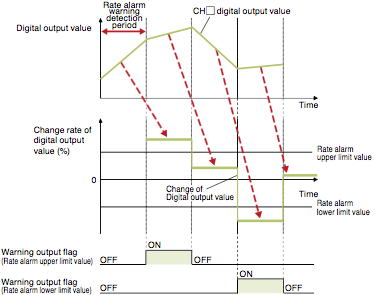 Rate alarm
warning
detection
period
CH□ digital output value
Digital output value
Time
Change rate of
digital output
value (%)
Rate alarm
upper limit value
0
Change of
Digital output value
Time
Rate alarm
lower limit value
Warning output flag
(Rate alarm upper limit value)
OFF
ON
OFF
Warning output flag
(Rate alarm lower limit value)
OFF
ON
OFF